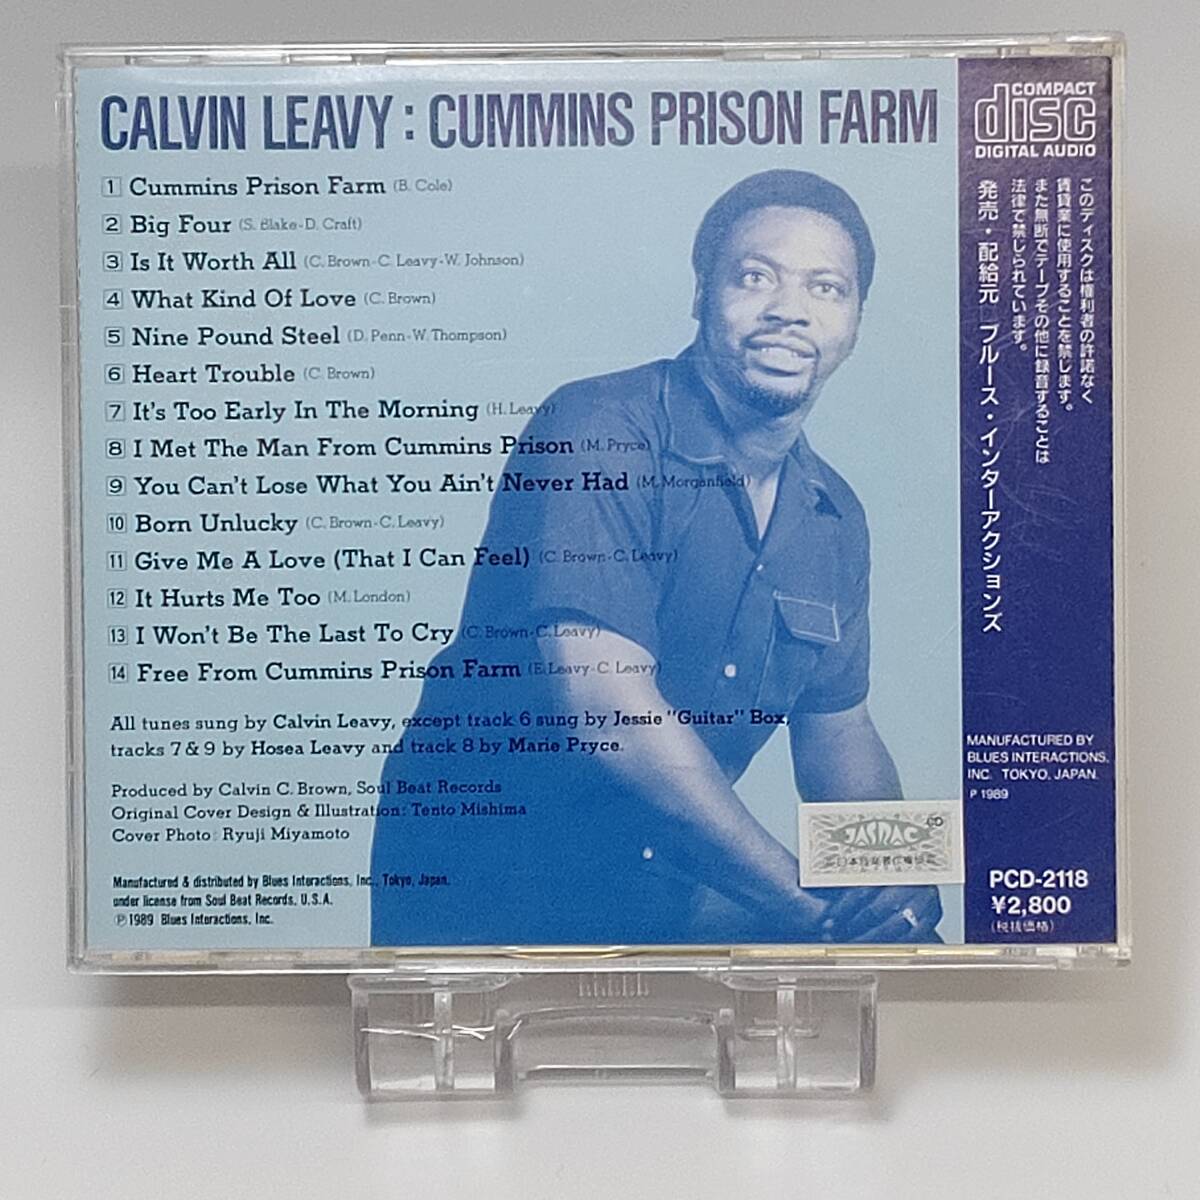 CALVIN LEAVY : CUMMINS PRISON FARM
1 Cummins Prison Farm (B. Cole)
2 Big Four (S. Blake-D. Craft)
3 Is It Worth All (C. Brown-C. Leavy-W. Johnson)
4 What Kind Of Love (C. Brown)
5 Nine Pound Steel (D. Penn-W. Thompson)
6 Heart Trouble (C. Brown)
7 It's Too Early In The Morning (H. Leavy)
8 I Met The Man From Cummins Prison (M. Pryce)
9 You Can't Lose What You Ain't Never Had (M. Morganfield)
10 Born Unlucky (C. Brown-C. Leavy)
11 Give Me A Love (That I Can Feel) (C. Brown-C. Leavy)
12 It Hurts Me Too (M. London)
13 I Won't Be The Last To Cry (C. Brown-C. Leavy)
14 Free From Cummins Prison Farm (E. Leavy-C. Leavy)
All tunes sung by Calvin Leavy, except track 6 sung by Jessie "Guitar" Box,
tracks 7 & 9 by Hosea Leavy and track 8 by Marie Pryce.
Produced by Calvin C. Brown, Soul Beat Records
Original Cover Design & Illustration: Tento Mishima
Cover Photo: Ryuji Miyamoto
Manufactured & distributed by Blues Interactions, Inc., Tokyo, Japan.
under license from Soul Beat Records, U.S.A.
Ⓟ1989 Blues Interactions, Inc.
COMPACT
disc
DIGITAL AUDIO
このディスクは権利者の許諾なく
賃貸業に使用することを禁じます。
また無断でテープその他に録音することは
法律で禁じられています。
発売・配給元 ブルース・インターアクションズ
MANUFACTURED BY
BLUES INTERACTIONS,
INC. TOKYO, JAPAN.
℗ 1989
CD
JASRAC
PCD-2118
¥2,800
(税抜価格)